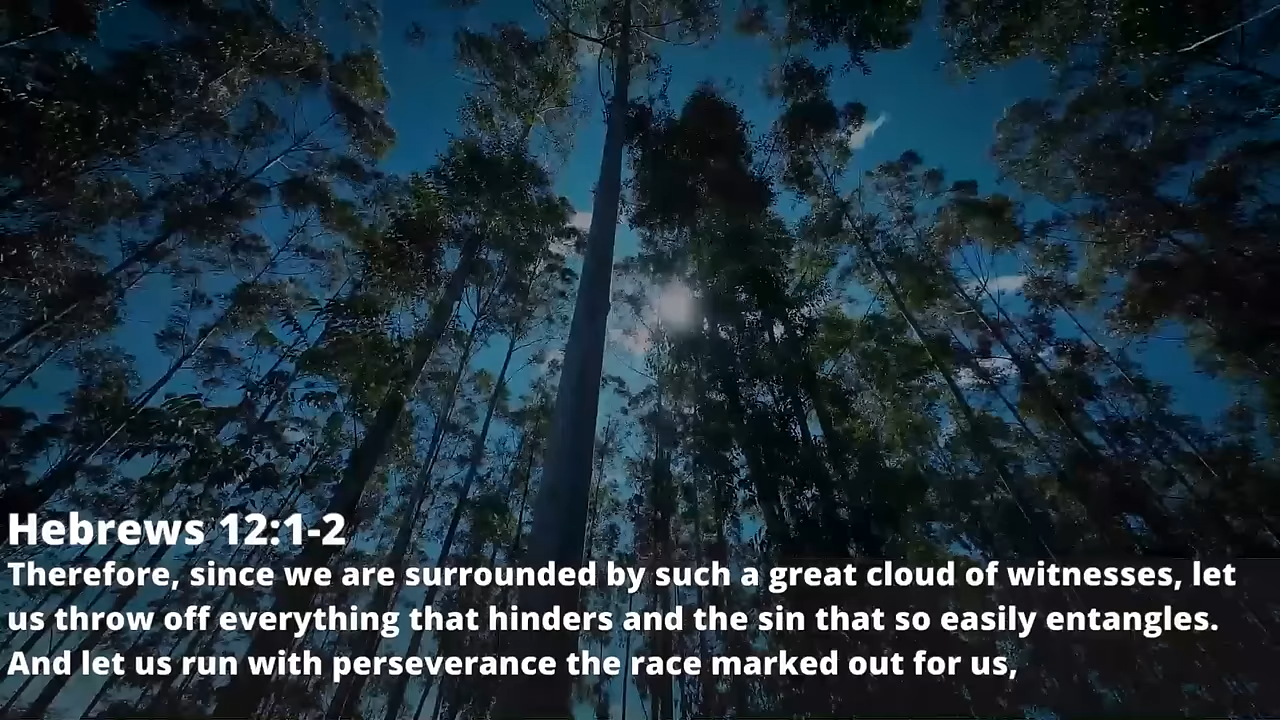 Hebrews 12:1-2
Therefore, since we are surrounded by such a great cloud of witnesses, let
us throw off everything that hinders and the sin that so easily entangles.
And let us run with perseverance the race marked out for us,